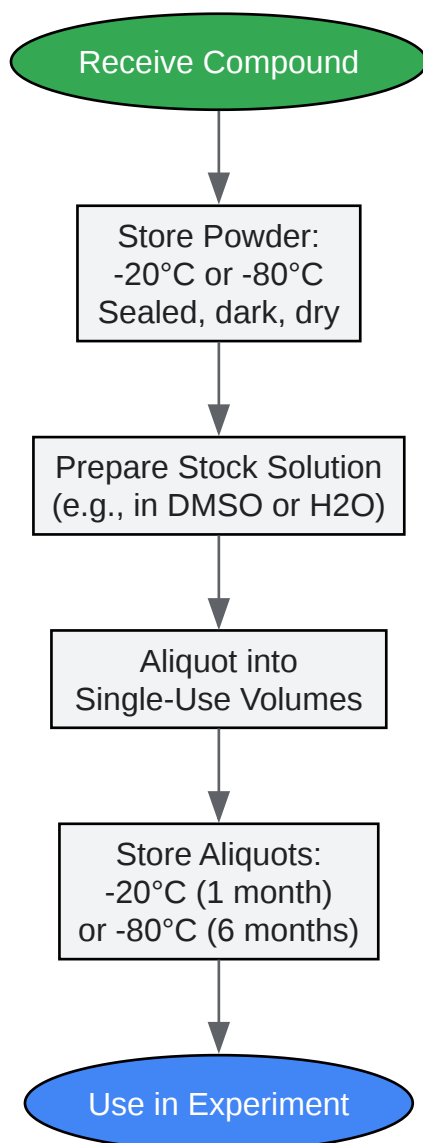 Receive Compound
Store Powder:
-20°C or -80°C
Sealed, dark, dry
Prepare Stock Solution
(e.g., in DMSO or H2O)
Aliquot into
Single-Use Volumes
Store Aliquots:
-20°C (1 month)
or -80°C (6 months)
Use in Experiment